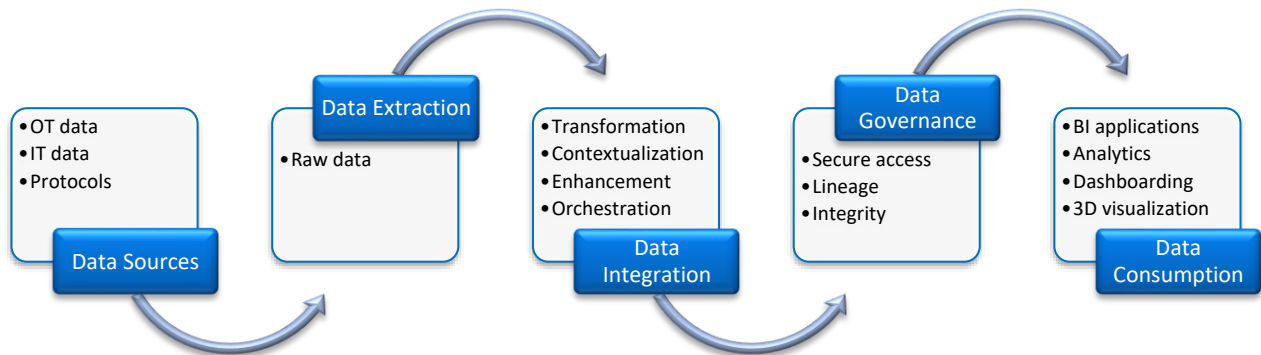 • OT data
• IT data
• Protocols
Data Sources
Data Extraction
• Raw data
• Transformation
• Contextualization
• Enhancement
• Orchestration
Data
Integration
Data
Governance
• Secure access
• Lineage
• Integrity
• BI applications
• Analytics
• Dashboarding
• 3D visualization
Data
Consumption